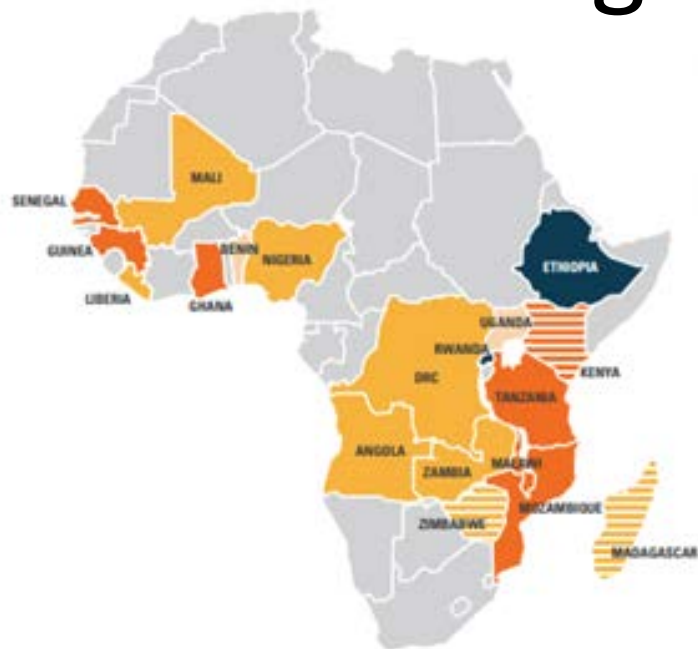 g
MALI
SENEGAL
GUINEA
BENIN
NIGERIA
LIBERIA
GHANA
ETHIOPIA
UGANDA
RWANDA
KENYA
DRC
TANZANIA
ANGOLA
ZAMBIA
MALAWI
MOZAMBIQUE
ZIMBABWE
MADAGASCAR